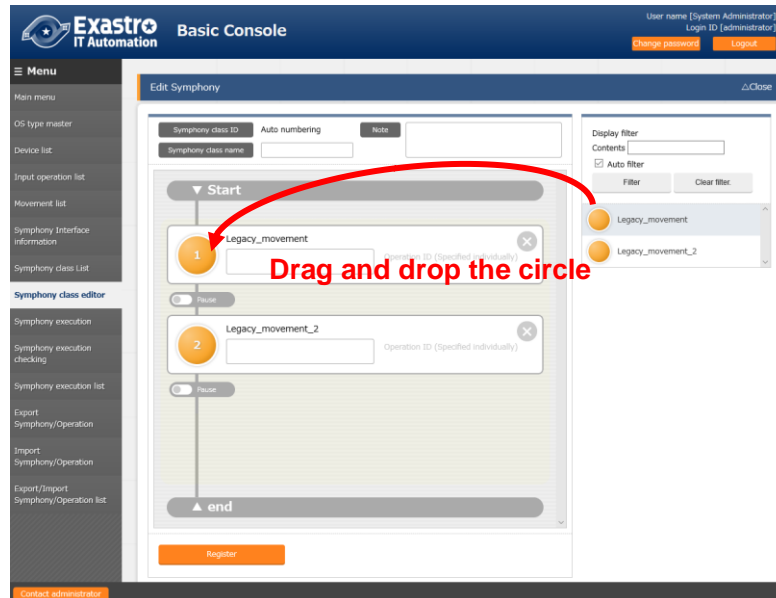 Exastro
IT Automation
Basic Console
User name [System Administrator]
Login ID [administrator]
Change password
Logout
≡ Menu
Main menu
OS type master
Device list
Input operation list
Movement list
Symphony Interface
information
Symphony class List
Symphony class editor
Symphony execution
Symphony execution
checking
Symphony execution list
Export
Symphony/Operation
Import
Symphony/Operation
Export/Import
Symphony/Operation list
Contact administrator
Edit Symphony
△Close
Symphony class ID
Auto numbering
Note
Symphony class name
▼ Start
1
Legacy_movement
Operation ID (Specified individually)
Drag and drop the circle
Pause
2
Legacy_movement_2
Operation ID (Specified individually)
Pause
▲ end
Register
Display filter
Contents
Auto filter
Filter
Clear filter.
Legacy_movement
Legacy_movement_2